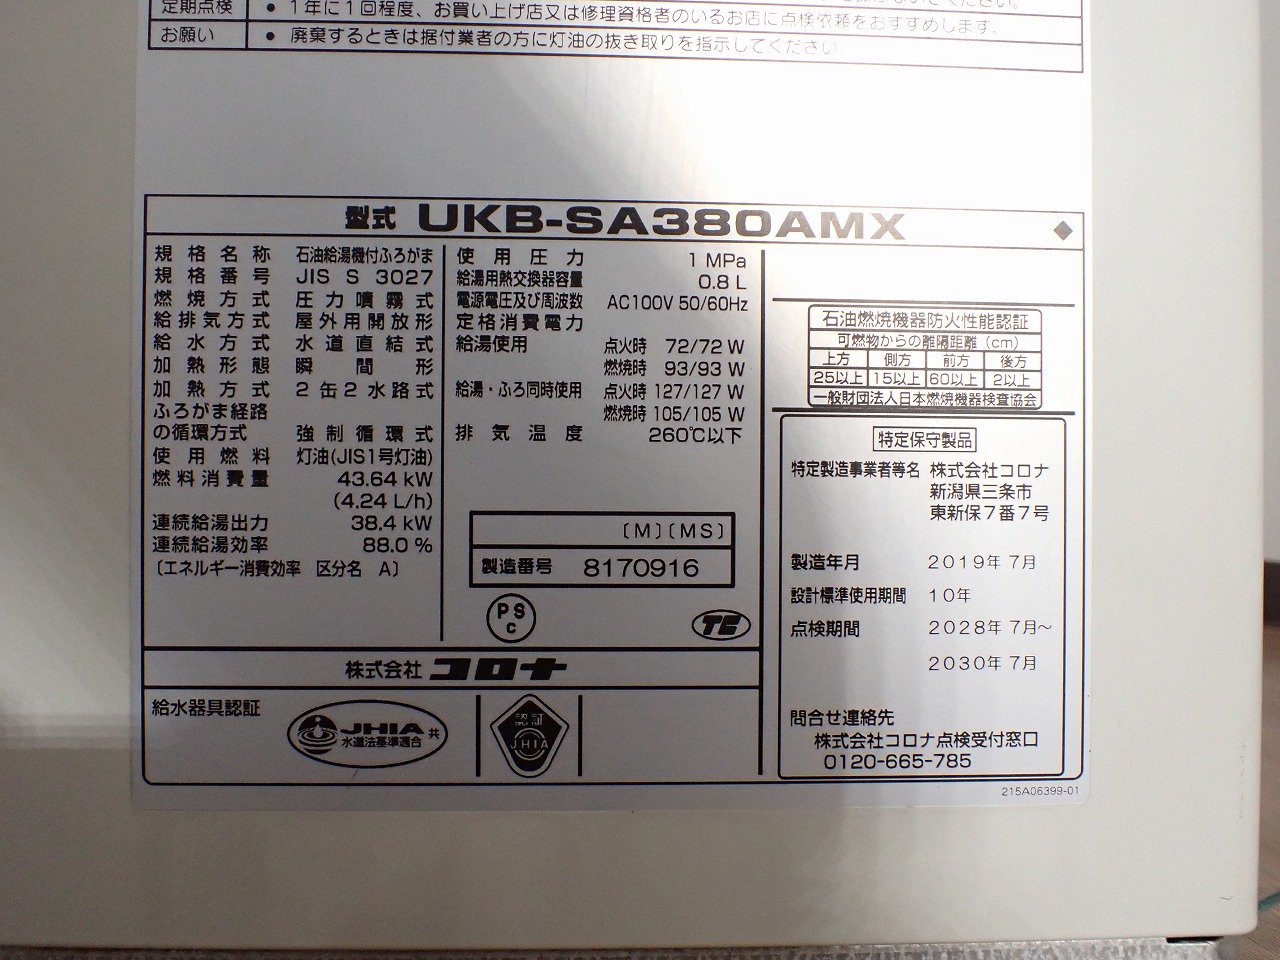 定期点検 ● 1年に1回程度、お買い上げ店又は修理資格者のいるお店に点検依頼をおすすめします。
お願い ● 廃棄するときは据付業者の方に灯油の抜き取りを指示してください。
型式 UKB-SA380AMX ◆
規格名称 石油給湯機付ふろがま
規格番号 JIS S 3027
燃焼方式 圧力噴霧式
給排気方式 屋外用開放形
給水方式 水道直結式
加熱形態 瞬間形
加熱方式 2缶2水路式
ふろがま経路
の循環方式 強制循環式
使用燃料 灯油(JIS1号灯油)
燃料消費量 43.64 kW
(4.24 L/h)
連続給湯出力 38.4 kW
連続給湯効率 88.0 %
〔エネルギー消費効率 区分名 A〕
使用圧力 1 MPa
給湯用熱交換器容量 0.8 L
電源電圧及び周波数 AC100V 50/60Hz
定格消費電力
給湯使用 点火時 72/72 W
燃焼時 93/93 W
給湯・ふろ同時使用 点火時 127/127 W
燃焼時 105/105 W
排気温度 260℃以下
〔M〕〔MS〕
製造番号 8170916
PS
C
TE
石油燃焼機器防火性能認証
可燃物からの離隔距離(cm)
上方 側方 前方 後方
25以上 15以上 60以上 2以上
一般財団法人日本燃焼機器検査協会
特定保守製品
特定製造事業者等名 株式会社コロナ
新潟県三条市
東新保7番7号
製造年月 2019年 7月
設計標準使用期間 10年
点検期間 2028年 7月～
2030年 7月
問合せ連絡先
株式会社コロナ点検受付窓口
0120-665-785
株式会社 コロナ
給水器具認証
JHIA 共
水道法基準適合
認証
JHIA
215A06399-01